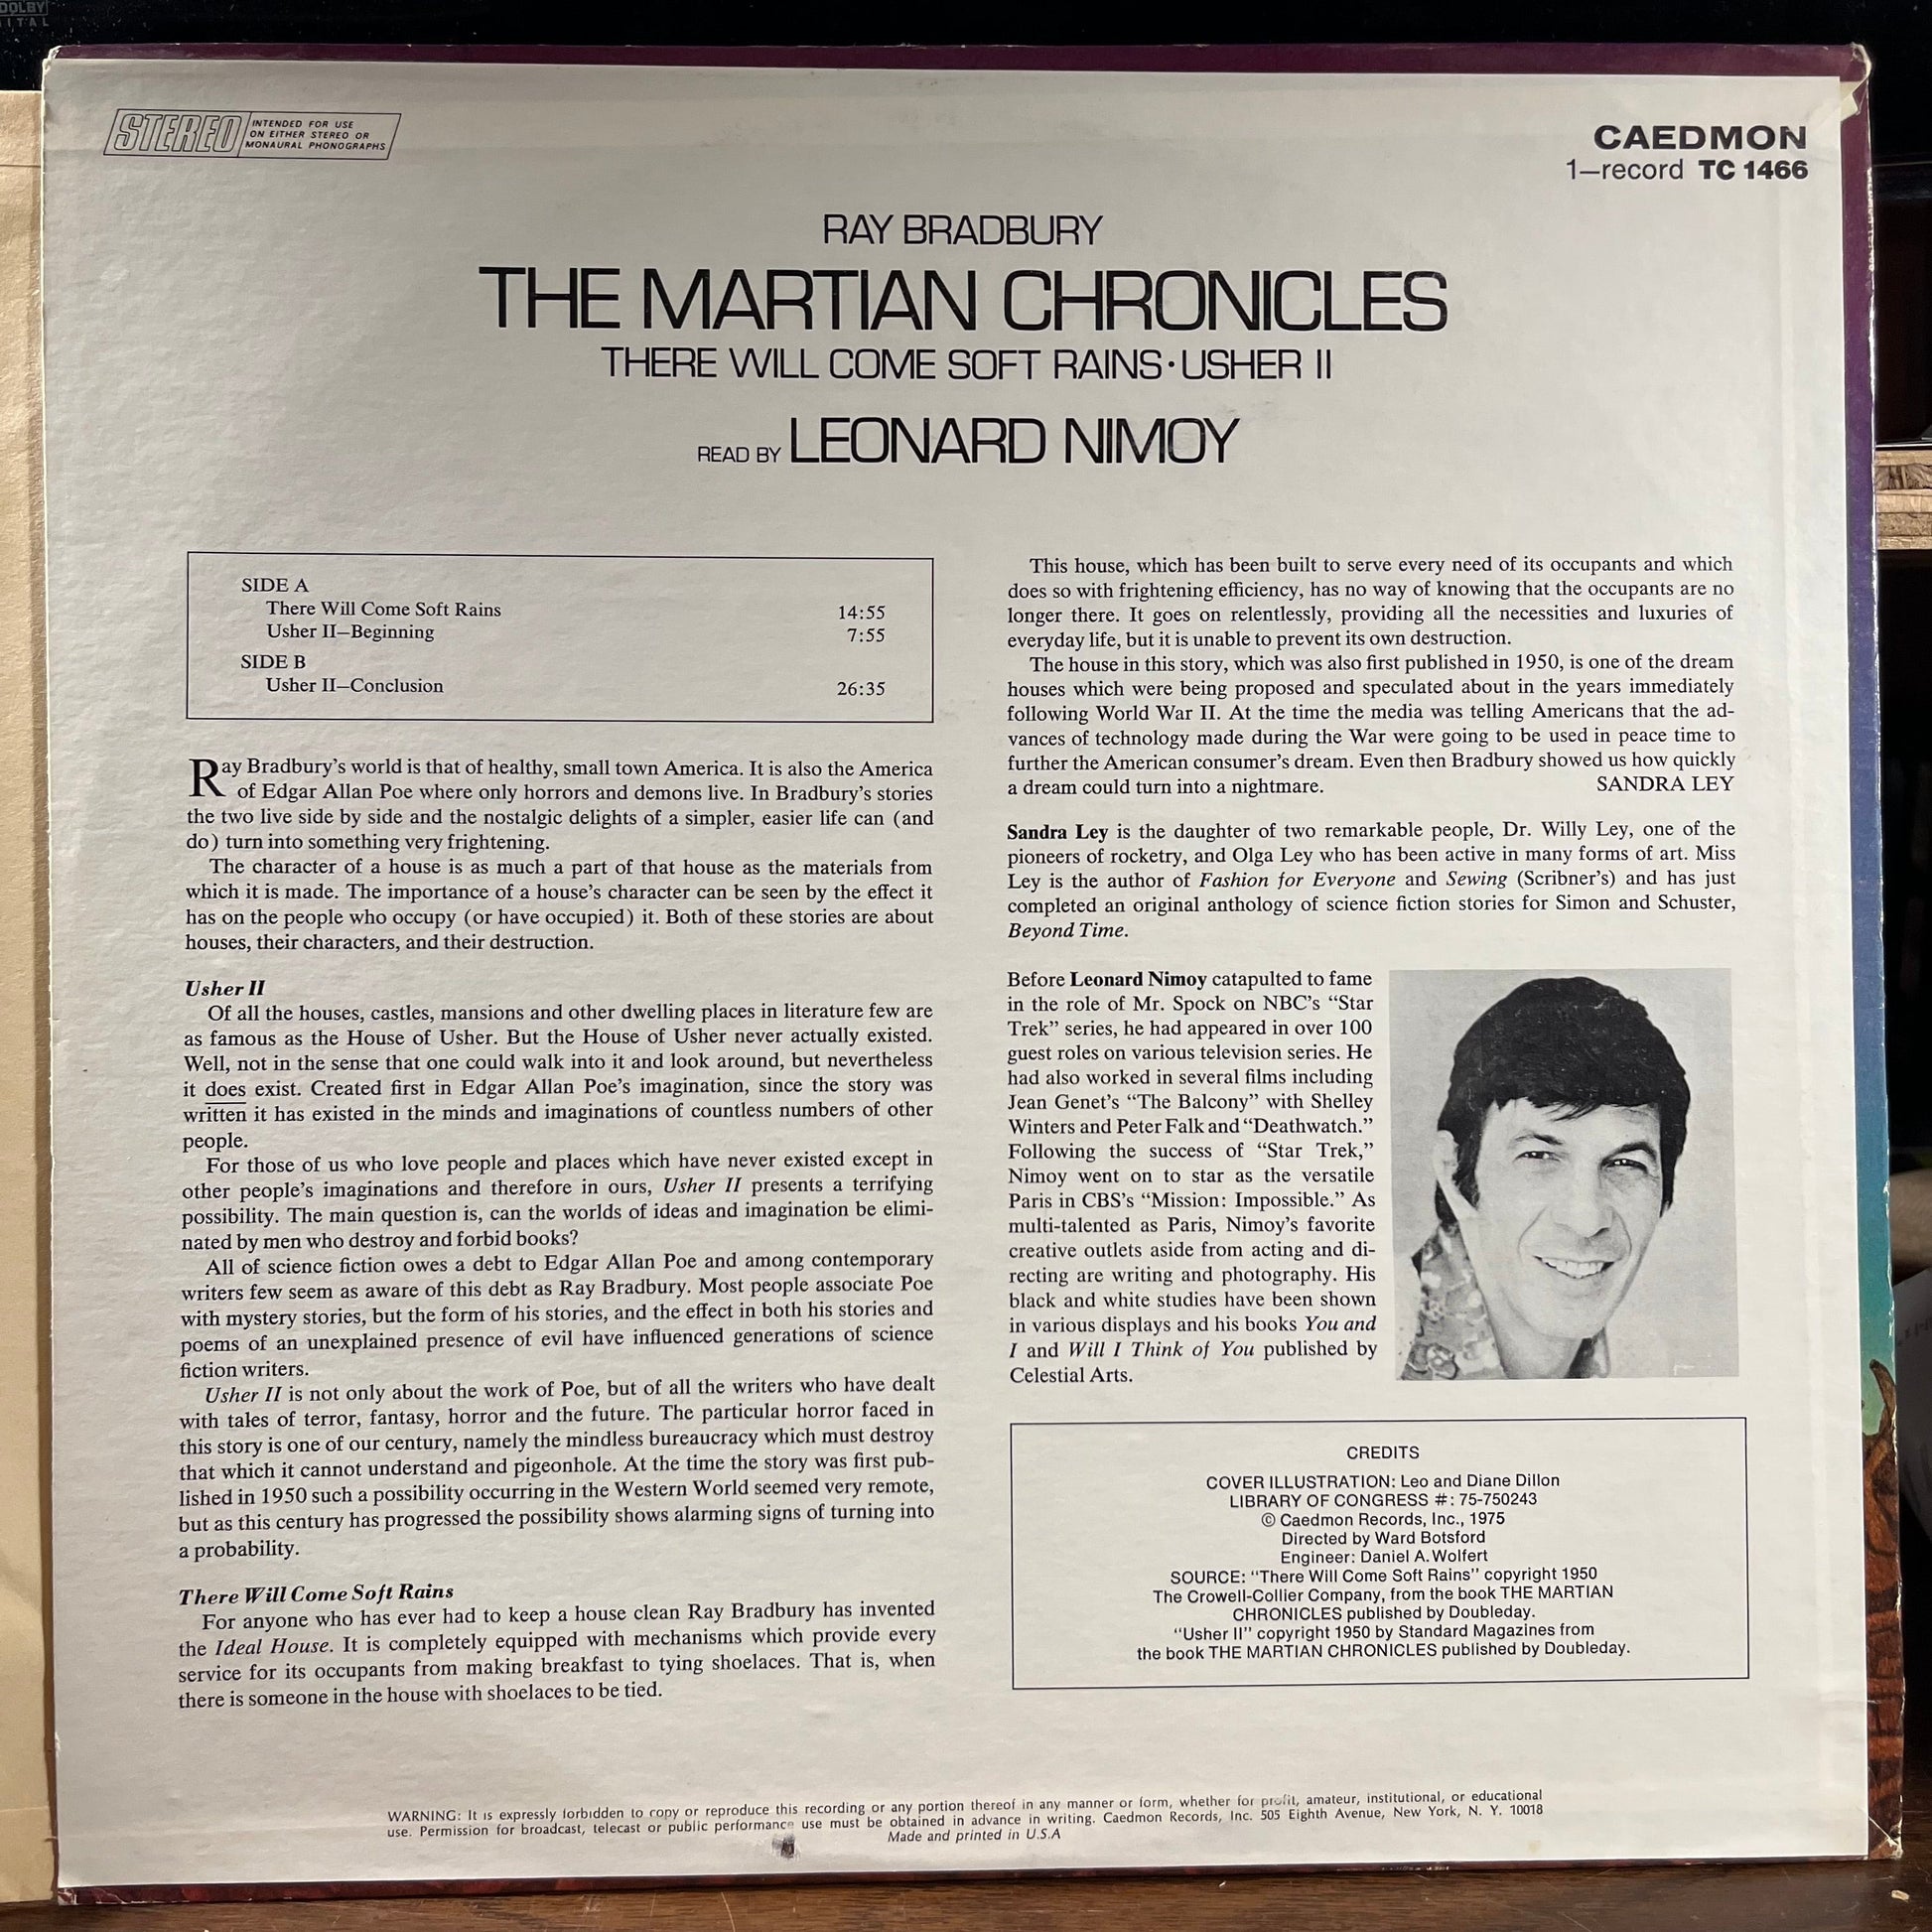 DOLBY
DIGITAL
STEREO
INTENDED FOR USE
ON EITHER STEREO OR
MONAURAL PHONOGRAPHS
CAEDMON
1—record TC 1466
RAY BRADBURY
THE MARTIAN CHRONICLES
THERE WILL COME SOFT RAINS·USHER II
READ BY LEONARD NIMOY
SIDE A
There Will Come Soft Rains 14:55
Usher II—Beginning 7:55
SIDE B
Usher II—Conclusion 26:35
Ray Bradbury's world is that of healthy, small town America. It is also the America
of Edgar Allan Poe where only horrors and demons live. In Bradbury's stories
the two live side by side and the nostalgic delights of a simpler, easier life can (and
do) turn into something very frightening.
The character of a house is as much a part of that house as the materials from
which it is made. The importance of a house's character can be seen by the effect it
has on the people who occupy (or have occupied) it. Both of these stories are about
houses, their characters, and their destruction.
Usher II
Of all the houses, castles, mansions and other dwelling places in literature few are
as famous as the House of Usher. But the House of Usher never actually existed.
Well, not in the sense that one could walk into it and look around, but nevertheless
it does exist. Created first in Edgar Allan Poe's imagination, since the story was
written it has existed in the minds and imaginations of countless numbers of other
people.
For those of us who love people and places which have never existed except in
other people's imaginations and therefore in ours, Usher II presents a terrifying
possibility. The main question is, can the worlds of ideas and imagination be elimi-
nated by men who destroy and forbid books?
All of science fiction owes a debt to Edgar Allan Poe and among contemporary
writers few seem as aware of this debt as Ray Bradbury. Most people associate Poe
with mystery stories, but the form of his stories, and the effect in both his stories and
poems of an unexplained presence of evil have influenced generations of science
fiction writers.
Usher II is not only about the work of Poe, but of all the writers who have dealt
with tales of terror, fantasy, horror and the future. The particular horror faced in
this story is one of our century, namely the mindless bureaucracy which must destroy
that which it cannot understand and pigeonhole. At the time the story was first pub-
lished in 1950 such a possibility occurring in the Western World seemed very remote,
but as this century has progressed the possibility shows alarming signs of turning into
a probability.
There Will Come Soft Rains
For anyone who has ever had to keep a house clean Ray Bradbury has invented
the Ideal House. It is completely equipped with mechanisms which provide every
service for its occupants from making breakfast to tying shoelaces. That is, when
there is someone in the house with shoelaces to be tied.
This house, which has been built to serve every need of its occupants and which
does so with frightening efficiency, has no way of knowing that the occupants are no
longer there. It goes on relentlessly, providing all the necessities and luxuries of
everyday life, but it is unable to prevent its own destruction.
The house in this story, which was also first published in 1950, is one of the dream
houses which were being proposed and speculated about in the years immediately
following World War II. At the time the media was telling Americans that the ad-
vances of technology made during the War were going to be used in peace time to
further the American consumer's dream. Even then Bradbury showed us how quickly
a dream could turn into a nightmare. SANDRA LEY
Sandra Ley is the daughter of two remarkable people, Dr. Willy Ley, one of the
pioneers of rocketry, and Olga Ley who has been active in many forms of art. Miss
Ley is the author of Fashion for Everyone and Sewing (Scribner's) and has just
completed an original anthology of science fiction stories for Simon and Schuster,
Beyond Time.
Before Leonard Nimoy catapulted to fame
in the role of Mr. Spock on NBC's "Star
Trek" series, he had appeared in over 100
guest roles on various television series. He
had also worked in several films including
Jean Genet's "The Balcony" with Shelley
Winters and Peter Falk and "Deathwatch."
Following the success of "Star Trek,"
Nimoy went on to star as the versatile
Paris in CBS's "Mission: Impossible." As
multi-talented as Paris, Nimoy's favorite
creative outlets aside from acting and di-
recting are writing and photography. His
black and white studies have been shown
in various displays and his books You and
I and Will I Think of You published by
Celestial Arts.
CREDITS
COVER ILLUSTRATION: Leo and Diane Dillon
LIBRARY OF CONGRESS #: 75-750243
© Caedmon Records, Inc., 1975
Directed by Ward Botsford
Engineer: Daniel A. Wolfert
SOURCE: "There Will Come Soft Rains" copyright 1950
The Crowell-Collier Company, from the book THE MARTIAN
CHRONICLES published by Doubleday.
"Usher II" copyright 1950 by Standard Magazines from
the book THE MARTIAN CHRONICLES published by Doubleday.
WARNING: It is expressly forbidden to copy or reproduce this recording or any portion thereof in any manner or form, whether for profit, amateur, institutional, or educational
use. Permission for broadcast, telecast or public performance use must be obtained in advance in writing. Caedmon Records, Inc. 505 Eighth Avenue, New York, N. Y. 10018
Made and printed in U.S.A